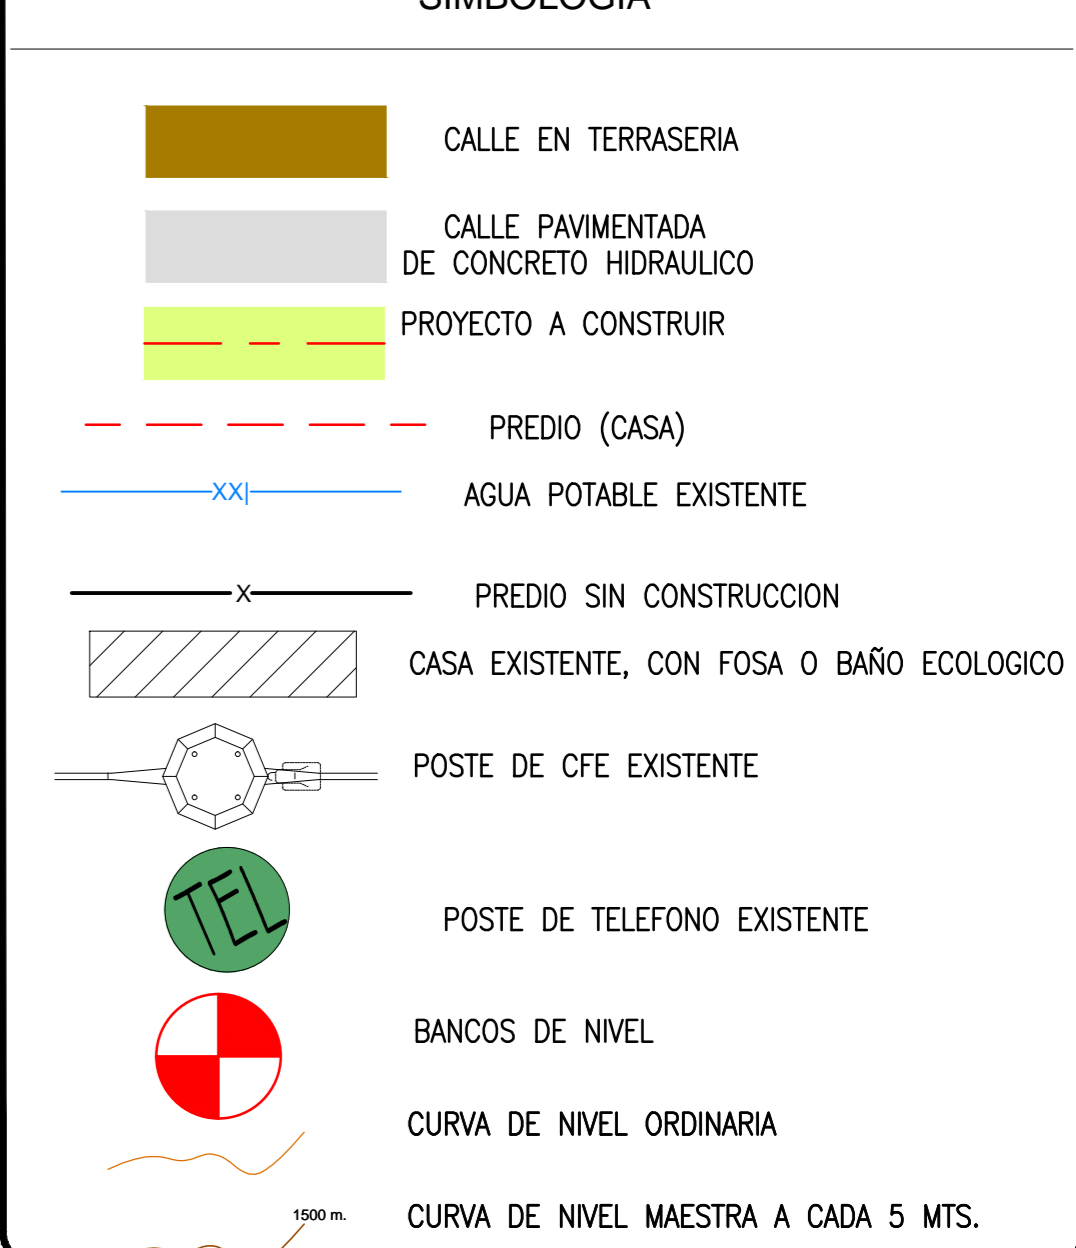 SIMBOLOGIA
CALLE EN TERRASERIA
CALLE PAVIMENTADA
DE CONCRETO HIDRAULICO
PROYECTO A CONSTRUIR
PREDIO (CASA)
XX|
AGUA POTABLE EXISTENTE
X
PREDIO SIN CONSTRUCCION
CASA EXISTENTE, CON FOSA O BAÑO ECOLOGICO
POSTE DE CFE EXISTENTE
TEL
POSTE DE TELEFONO EXISTENTE
BANCOS DE NIVEL
CURVA DE NIVEL ORDINARIA
1500 m.
CURVA DE NIVEL MAESTRA A CADA 5 MTS.